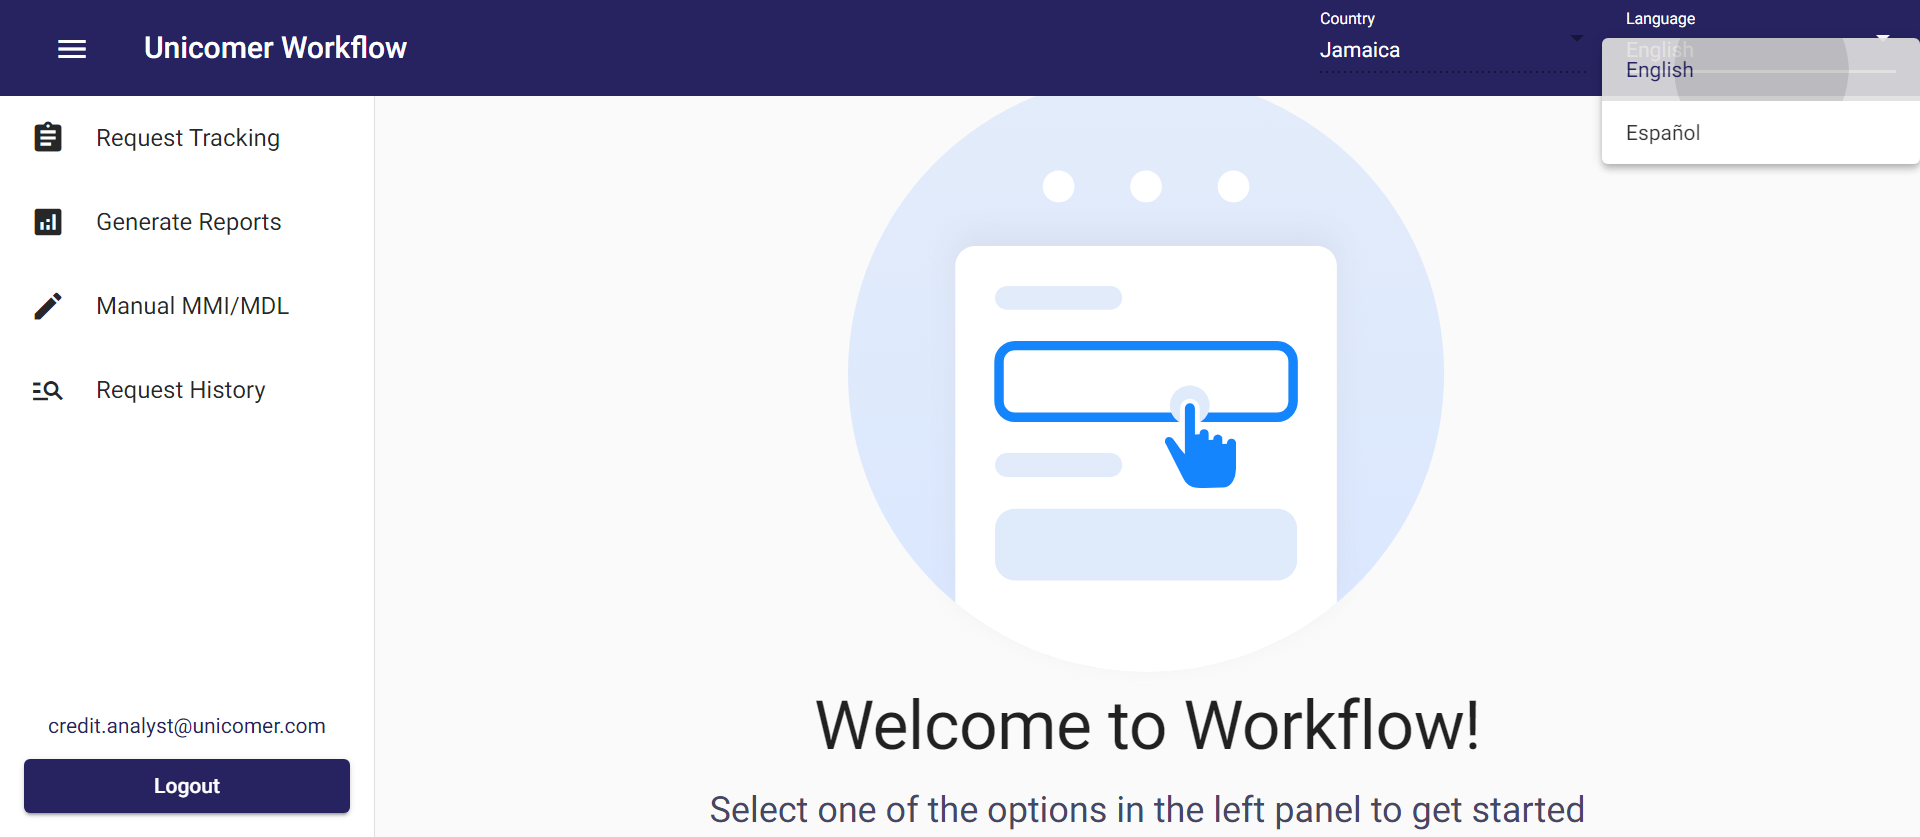 Unicomer Workflow
Country
Jamaica
Language
English
English
Español
Request Tracking
Generate Reports
Manual MMI/MDL
Request History
credit.analyst@unicomer.com
Logout
Welcome to Workflow!
Select one of the options in the left panel to get started